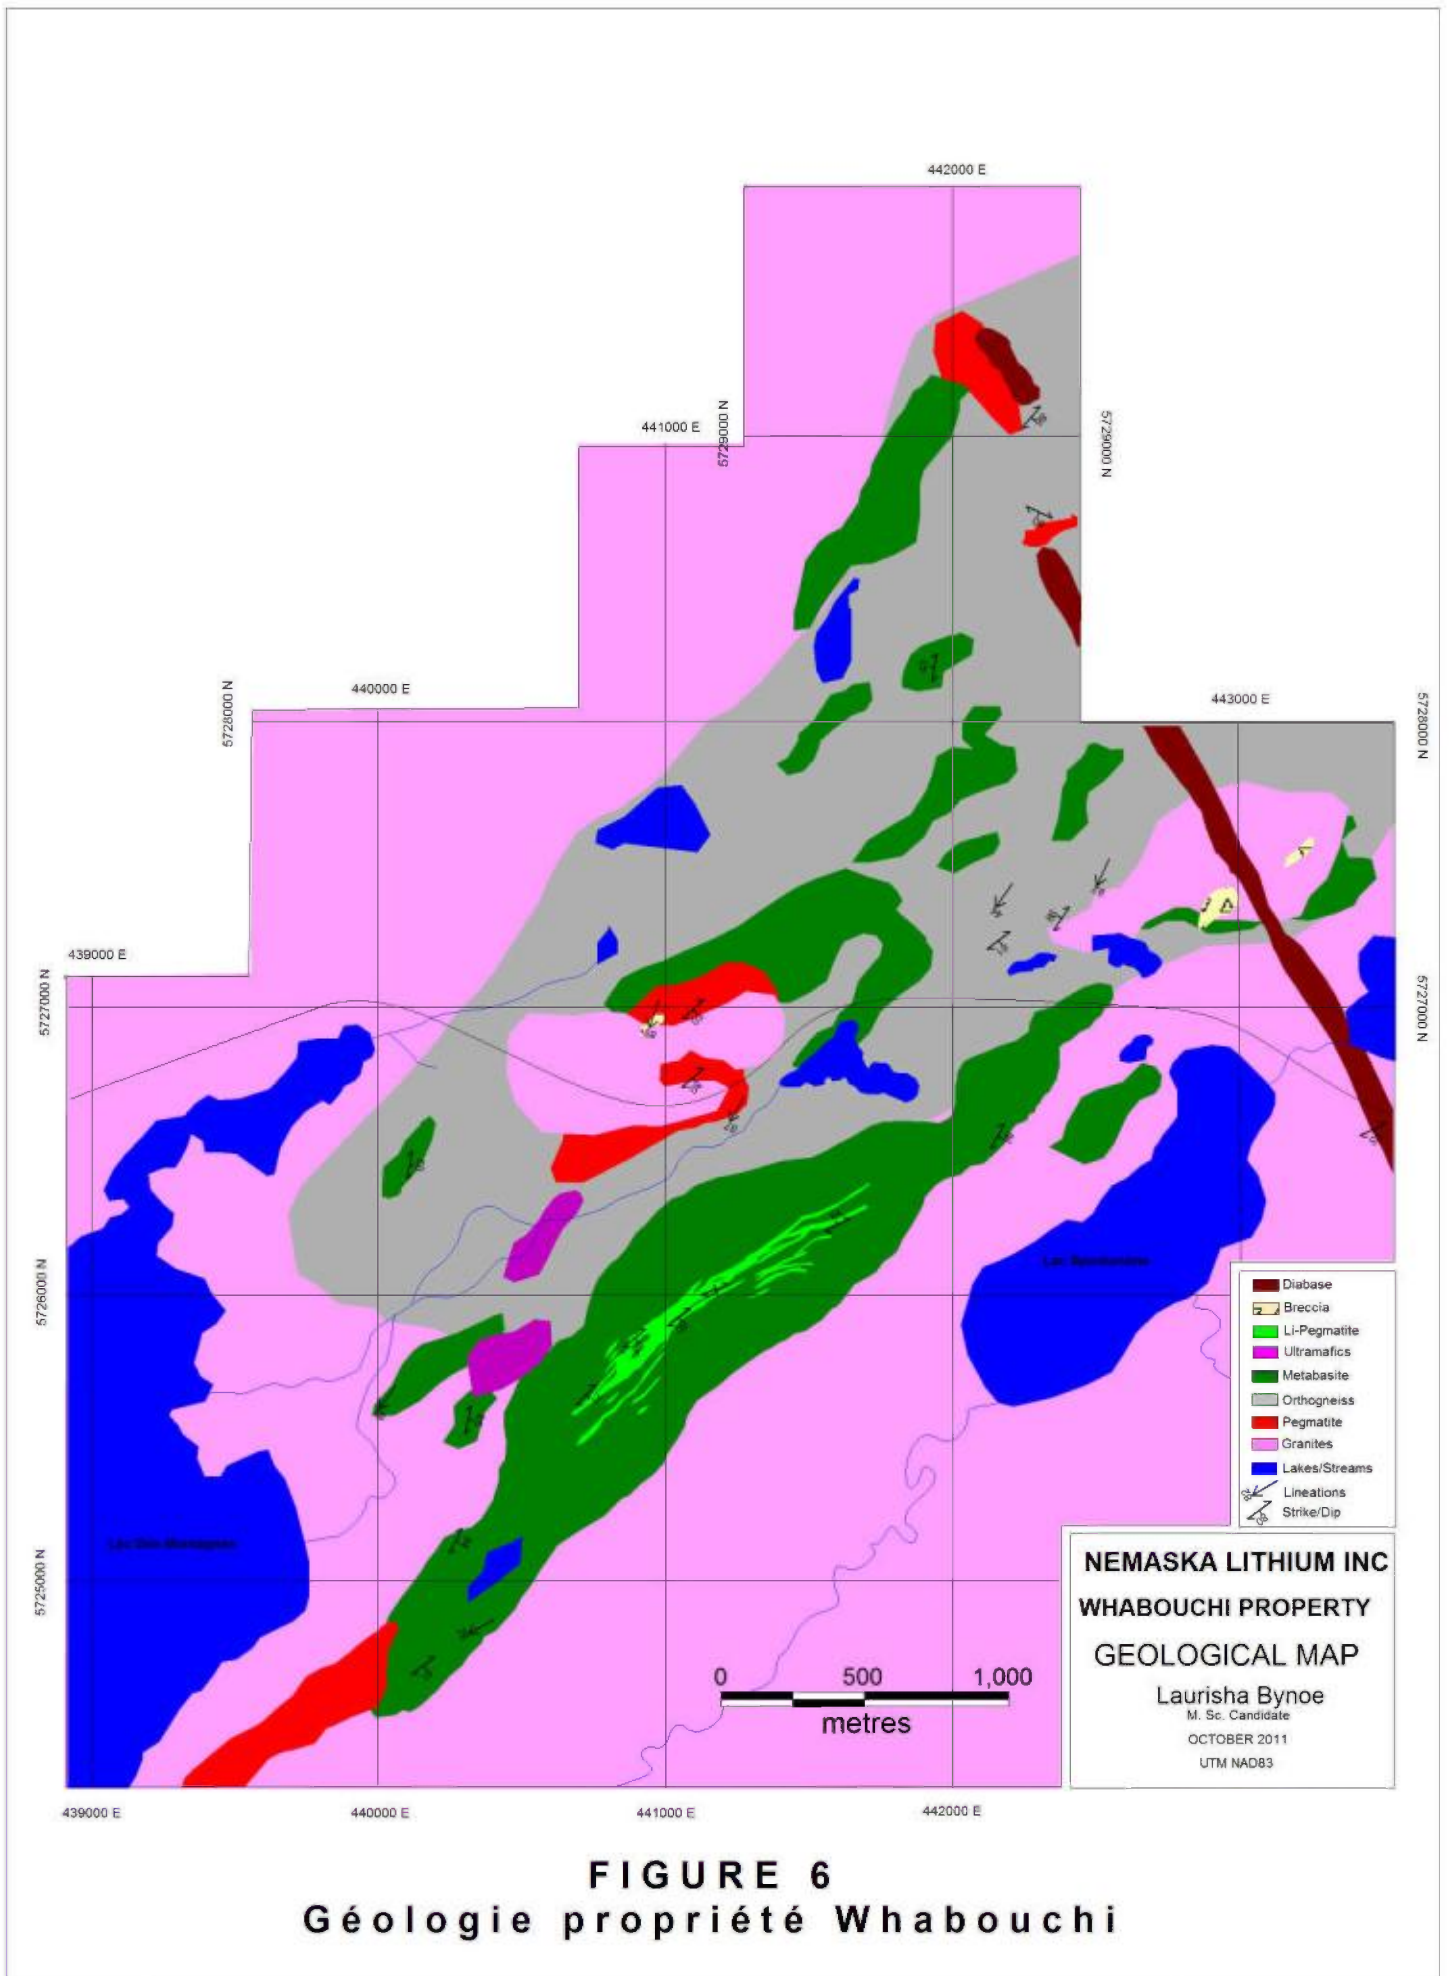 442000 E
441000 E
5729000 N
5729000 N
440000 E
5728000 N
443000 E
5728000 N
439000 E
5727000 N
5727000 N
5726000 N
5725000 N
Diabase
Breccia
Li-Pegmatite
Ultramafics
Metabasite
Orthogneiss
Pegmatite
Granites
Lakes/Streams
Lineations
Strike/Dip
NEMASKA LITHIUM INC
WHABOUCHI PROPERTY
GEOLOGICAL MAP
Laurisha Bynoe
M. Sc. Candidate
OCTOBER 2011
UTM NAD83
0 500 1,000
metres
439000 E
440000 E
441000 E
442000 E
FIGURE 6
Géologie propriété Whabouchi